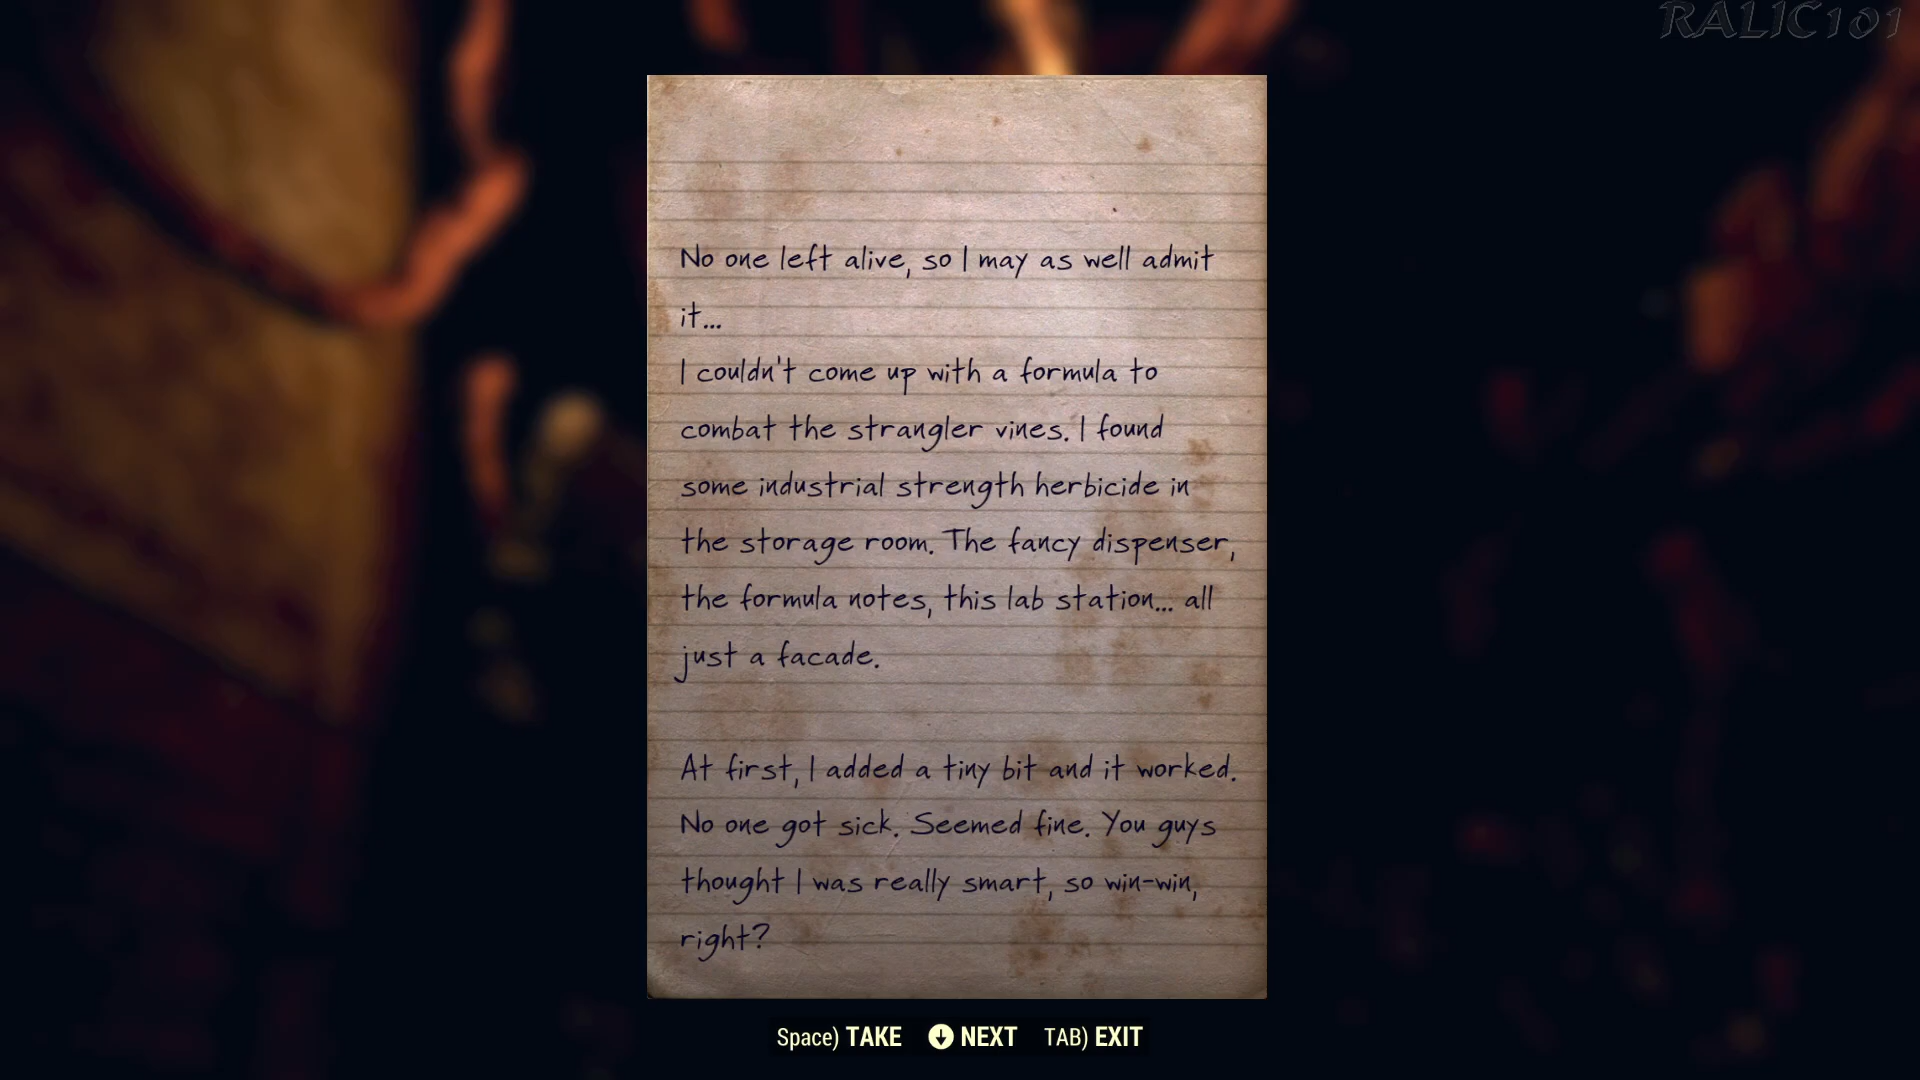 RALIC101
No one left alive, so I may as well admit
it...
I couldn't come up with a formula to
combat the strangler vines. I found
some industrial strength herbicide in
the storage room. The fancy dispenser,
the formula notes, this lab station... all
just a facade.
At first, I added a tiny bit and it worked.
No one got sick. Seemed fine. You guys
thought I was really smart, so win-win,
right?
Space) TAKE NEXT TAB) EXIT